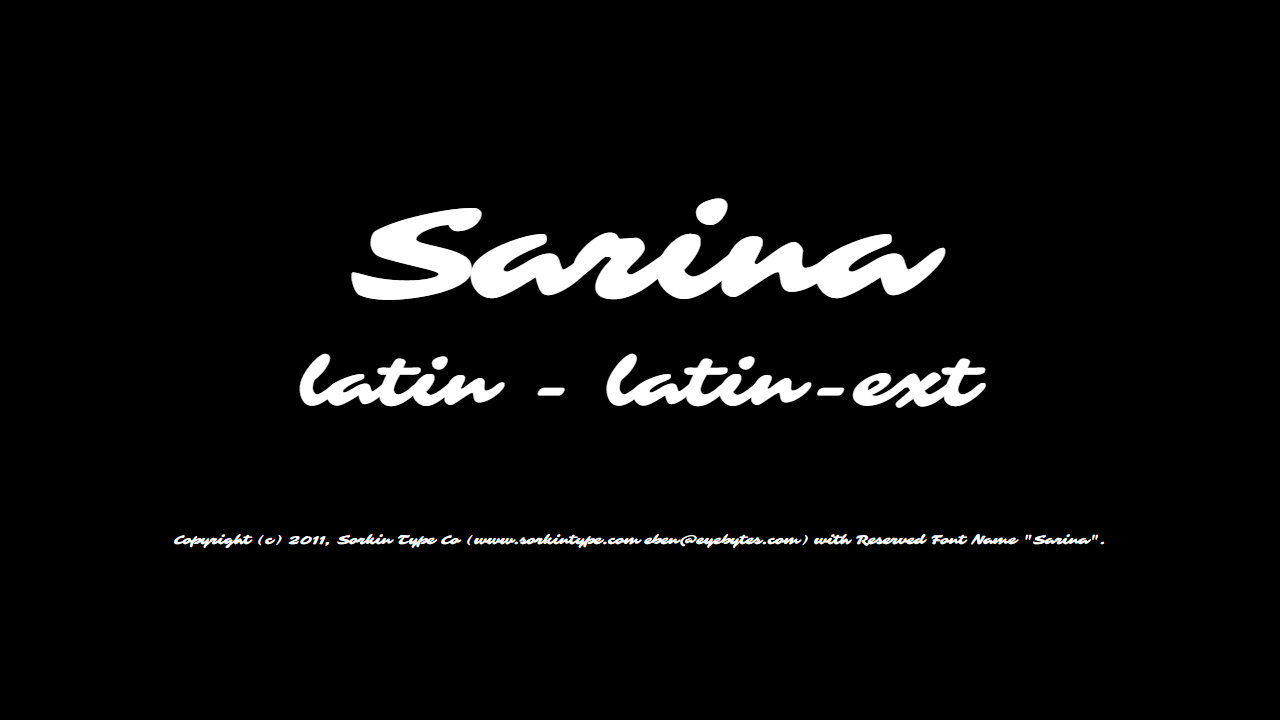 Sarina
latin - latin-ext
Copyright (c) 2011, Sorkin Type Co (www.sorkintype.com eben@eyebytes.com) with Reserved Font Name "Sarina".